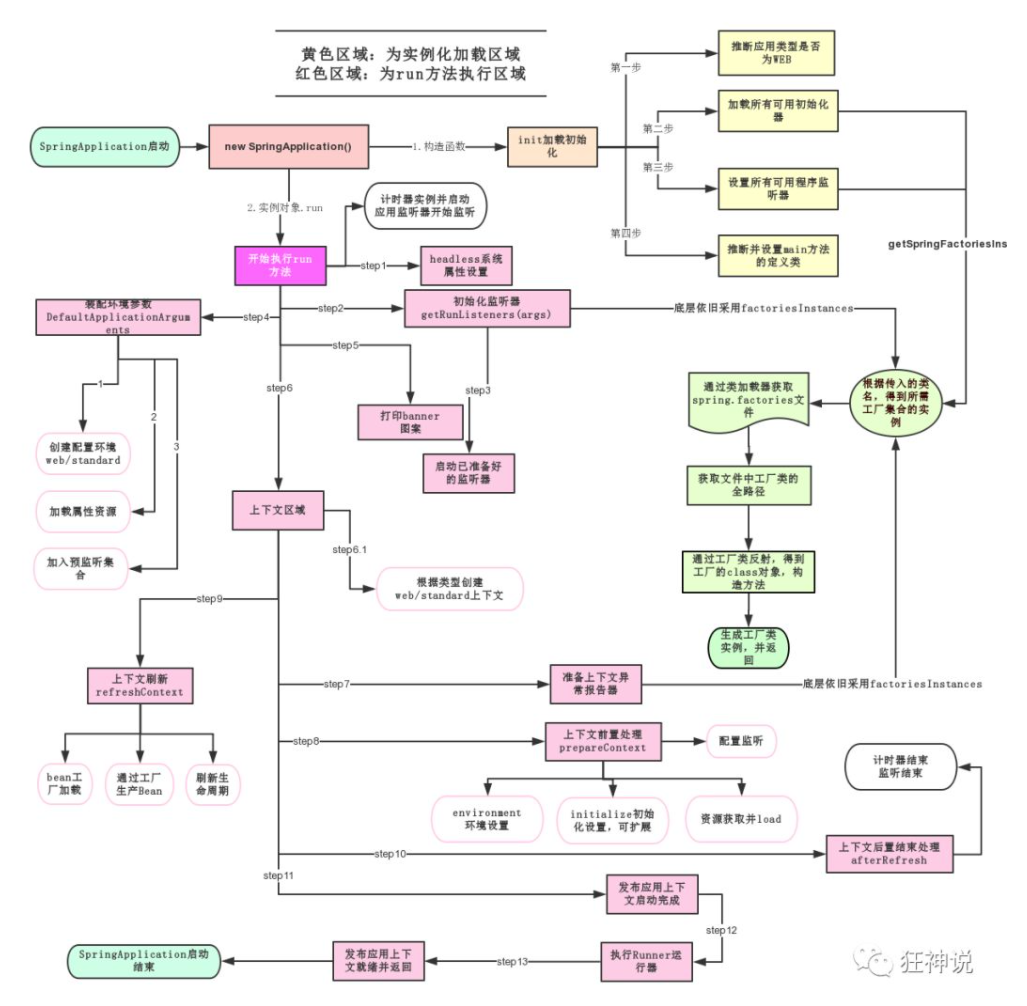 黄色区域：为实例化加载区域
红色区域：为run方法执行区域
SpringApplication启动
new SpringApplication()
1.构造函数
init加载初始
化
第一步
推断应用类型是否
为WEB
第二步
加载所有可用初始化
器
第三步
设置所有可用程序监
听器
第四步
推断并设置main方法
的定义类
getSpringFactoriesIns
2.实例对象.run
计时器实例并启动
应用监听器开始监听
开始执行run
方法
step1
headless系统
属性设置
step2
初始化监听器
getRunListeners(args)
底层依旧采用factoriesInstances
step3
启动已准备好
的监听器
step4
装配环境参数
DefaultApplicationArgum
ents
1
创建配置环境
web/standard
2
加载属性资源
3
加入预监听集
合
step5
打印banner
图案
step6
上下文区域
step6.1
根据类型创建
web/standard上下文
根据传入的类
名，得到所需
工厂集合的实
例
通过类加载器获取
spring.factories文
件
获取文件中工厂类的
全路径
通过工厂类反射，得到
工厂的class对象，构
造方法
生成工厂类
实例，并返
回
step7
准备上下文异
常报告器
底层依旧采用factoriesInstances
step8
上下文前置处理
prepareContext
配置监听
environment
环境设置
initialize初始
化设置，可扩展
资源获取并load
step9
上下文刷新
refreshContext
bean工
厂加载
通过工厂
生产Bean
刷新生
命周期
step10
上下文后置结束处理
afterRefresh
计时器结束
监听结束
step11
发布应用上下
文启动完成
step12
执行Runner运
行器
step13
发布应用上下
文就绪并返回
SpringApplication启动
结束
狂神说